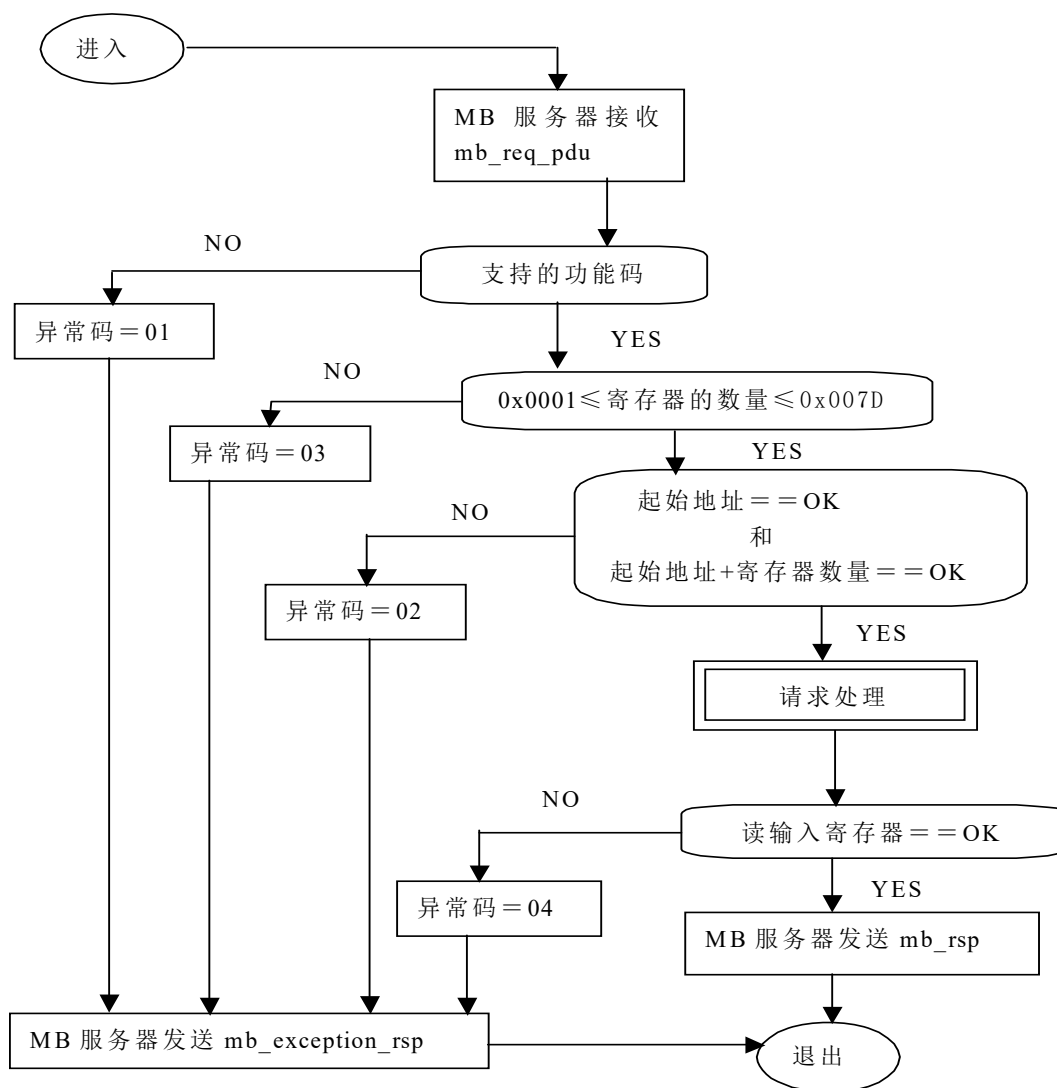 进入
MB 服务器接收
mb_req_pdu
NO
支持的功能码
异常码＝01
YES
NO
0x0001≤寄存器的数量≤0x007D
异常码＝03
YES
起始地址＝＝OK
NO
和
起始地址+寄存器数量＝＝OK
异常码＝02
YES
请求处理
NO
读输入寄存器＝＝OK
YES
异常码＝04
MB 服务器发送 mb_rsp
MB 服务器发送 mb_exception_rsp
退出